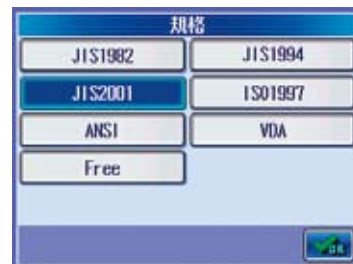 規格
JIS1982 JIS1994
JIS2001 ISO1997
ANSI VDA
Free
OK